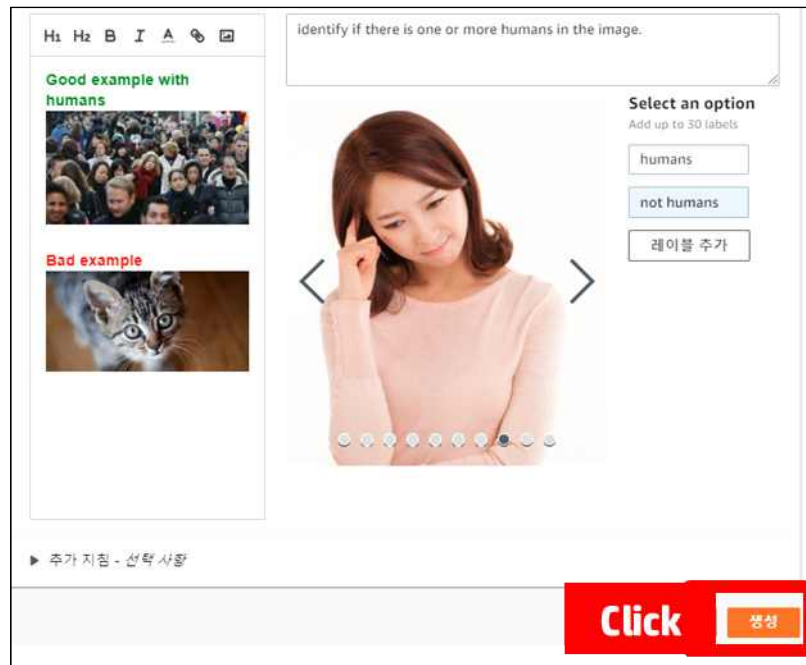 H1 H2 B I A
Good example with
humans
Bad example
identify if there is one or more humans in the image.
Select an option
Add up to 30 labels
humans
not humans
레이블 추가
▶ 추가 지침 - 선택 사항
Click
생성